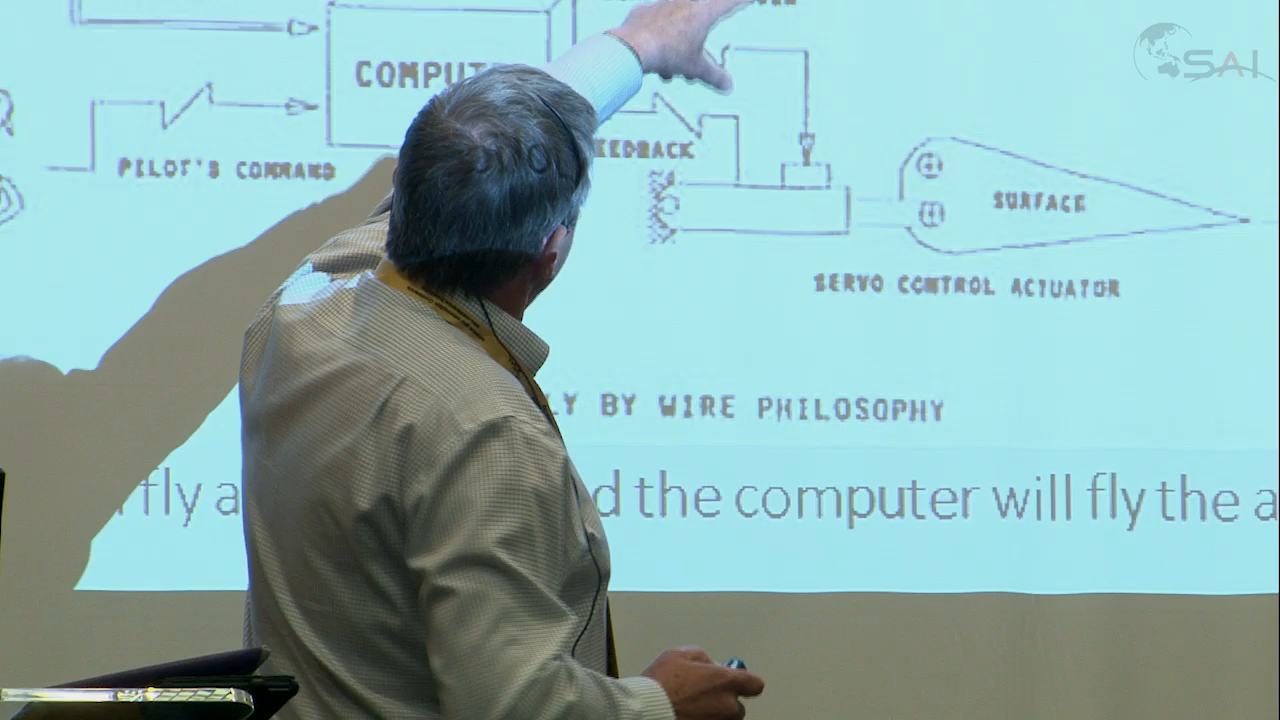 SAI
COMPUT
EEDBACK
PILOT'S COMMAND
SURFACE
SERVO CONTROL ACTUATOR
LY BY WIRE PHILOSOPHY
fly a d the computer will fly the a